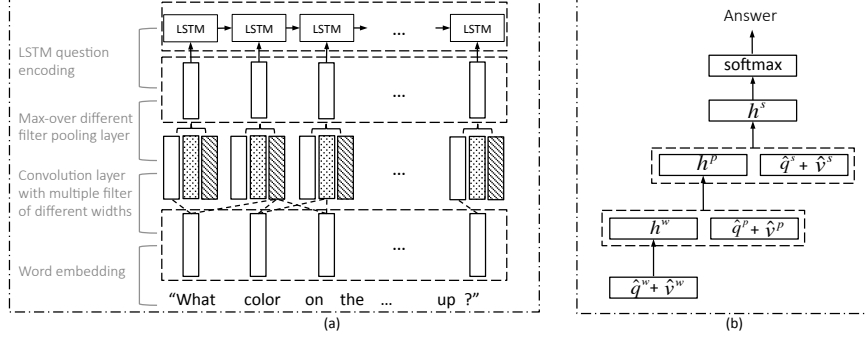 LSTM LSTM LSTM ... LSTM
LSTM question
encoding
...
Max-over different
filter pooling layer
...
Convolution layer
with multiple filter
of different widths
...
Word embedding
“What color on the ... up ?”
(a)
Answer
softmax
h^s
h^p q̂^s + v̂^s
h^w q̂^p + v̂^p
q̂^w + v̂^w
(b)